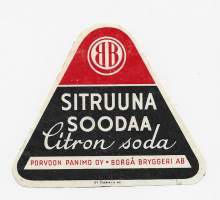 BB
SITRUUNA
SOODAA
Citron soda
PORVOON PANIMO OY • BORGÅ BRYGGERI AB